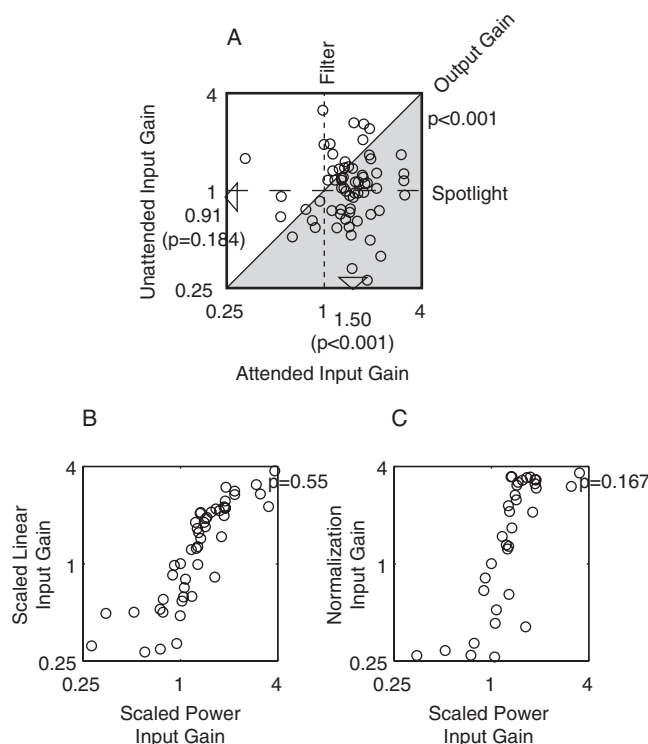 A
Filter
Output Gain
4
p<0.001
Unattended Input Gain
1
Spotlight
0.91
(p=0.184)
0.25
0.25
1
4
1.50
(p<0.001)
Attended Input Gain
B
C
4
p=0.55
Scaled Linear
Input Gain
1
0.25
0.25
1
4
Scaled Power
Input Gain
4
p=0.167
Normalization
Input Gain
1
0.25
0.25
1
4
Scaled Power
Input Gain